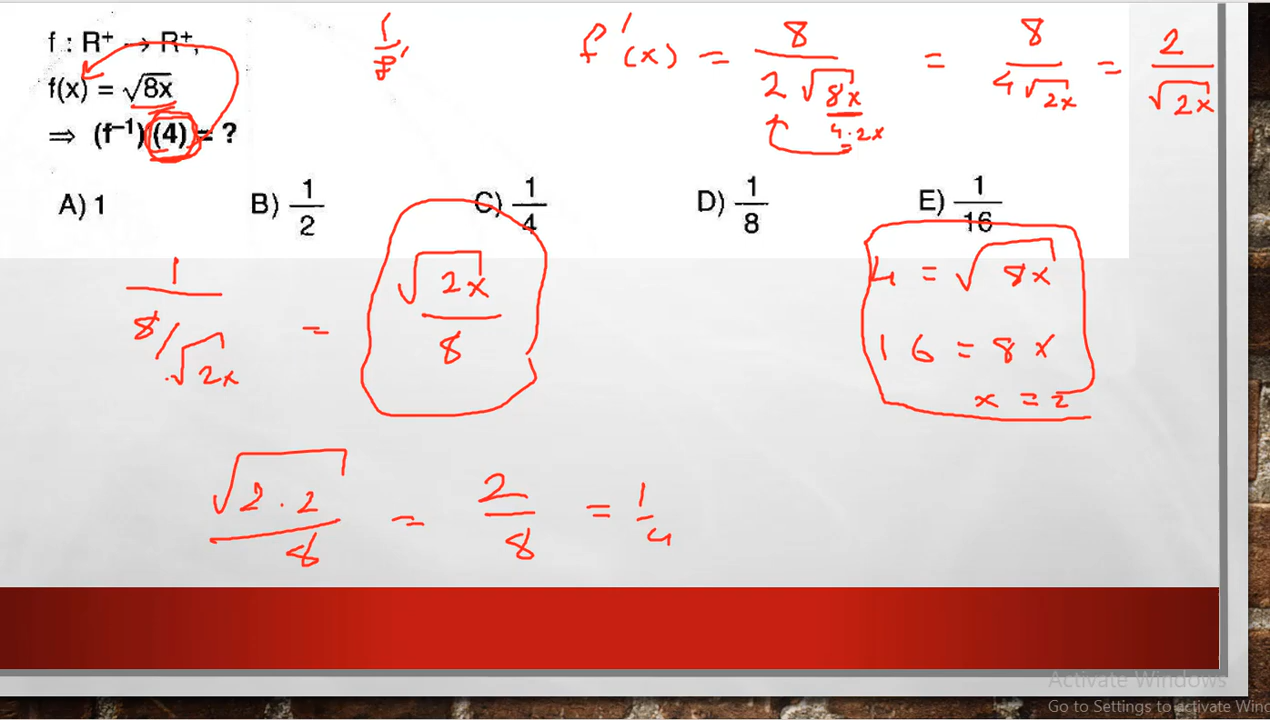 f : R⁺ → R⁺,
f(x) = √8x
⇒ (f⁻¹) (4) = ?
1/f'
f'(x) = 8/(2√8x) = 8/(4√2x) = 2/√2x
4·2x
A) 1 B) 1/2 C) 1/4 D) 1/8 E) 1/16
1/(8/√2x) = √2x/8
4 = √8x
16 = 8x
x = 2
√2·2/8 = 2/8 = 1/4
Activate Windows
Go to Settings to activate Wind